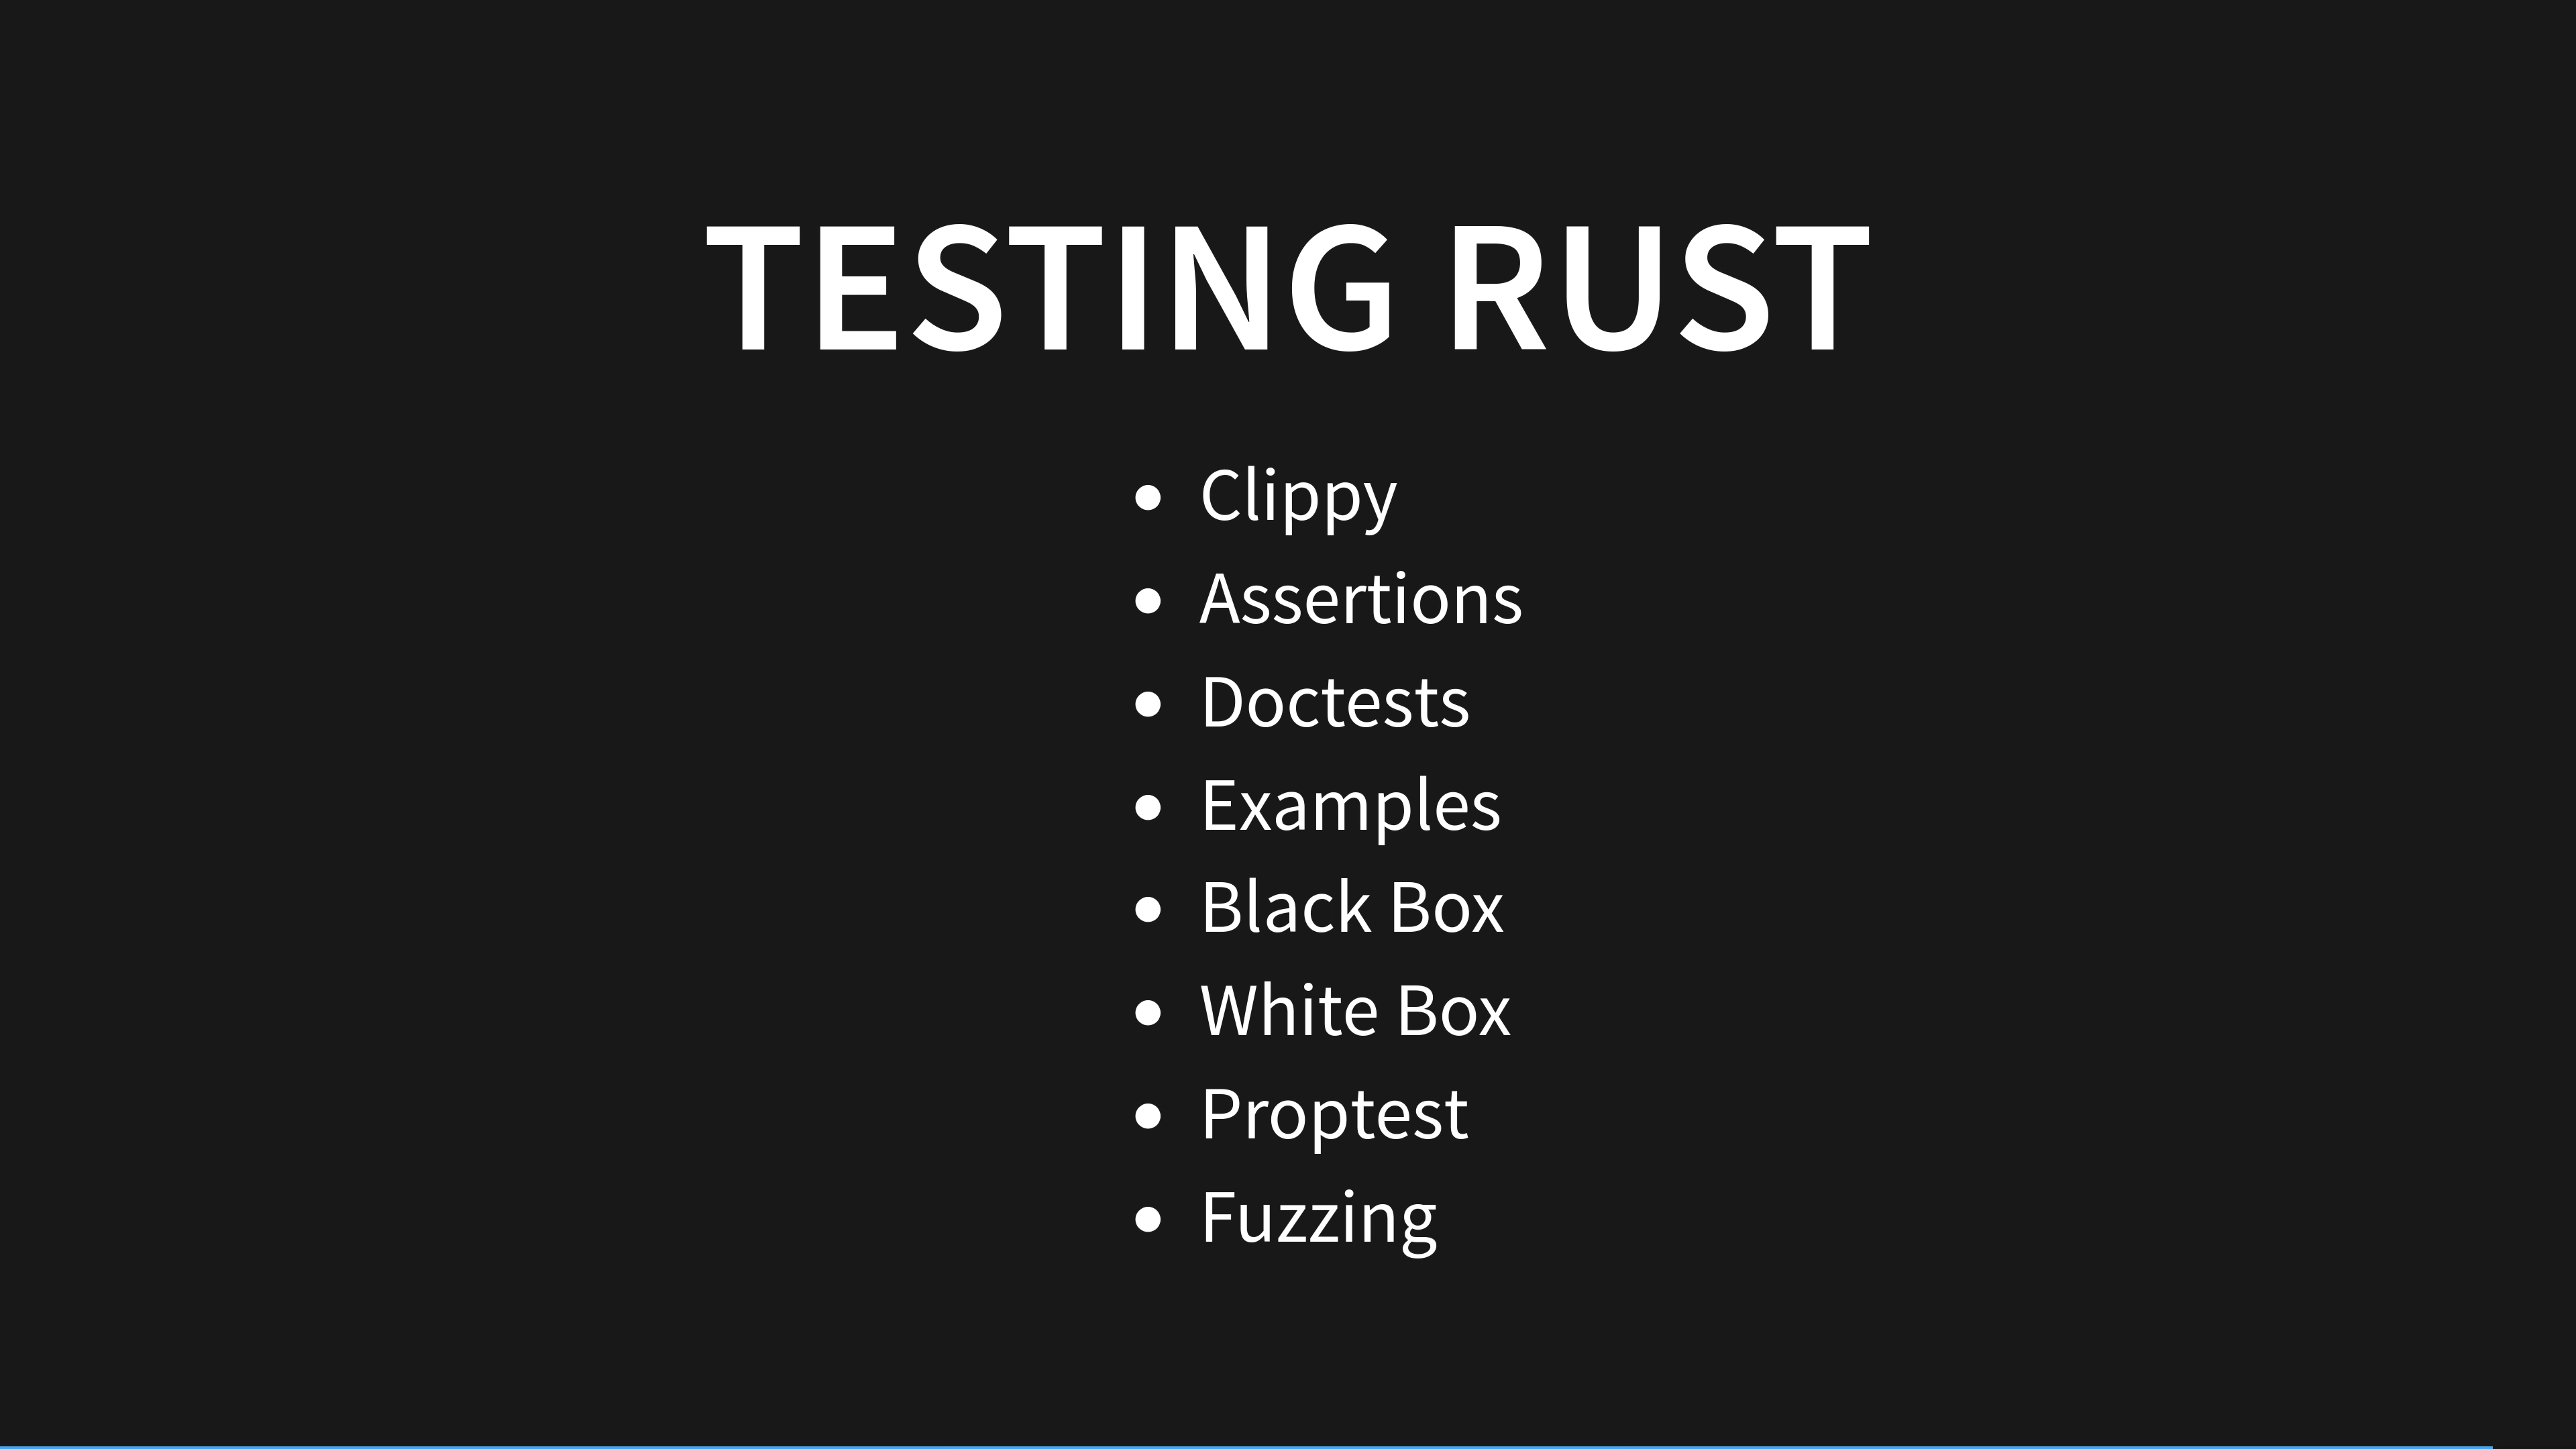 TESTING RUST
• Clippy
• Assertions
• Doctests
• Examples
• Black Box
• White Box
• Proptest
• Fuzzing